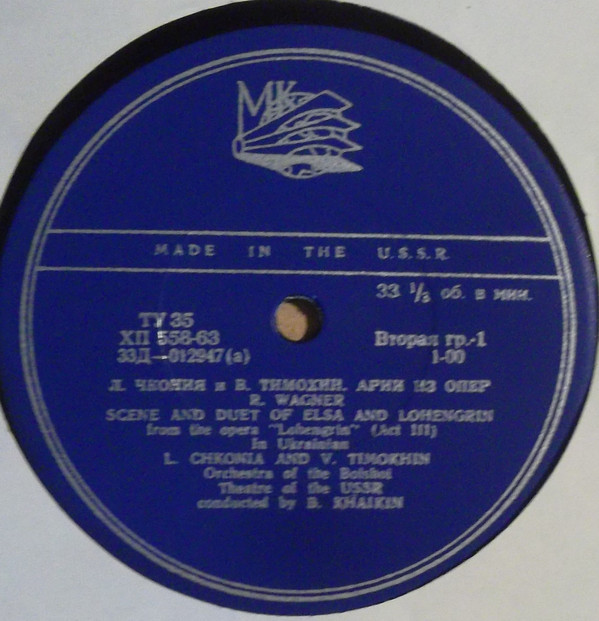 МК
MADE IN THE U.S.S.R.
33 ⅓ об. в мин.
ТУ 35
ХП 558-63
33Д—012947(а)
Вторая гр.-1
1-00
Л. ЧКОНИЯ и В. ТИМОХИН. АРИИ ИЗ ОПЕР
R. WAGNER
SCENE AND DUET OF ELSA AND LOHENGRIN
from the opera "Lohengrin" (Act III)
In Ukrainian
L. CHKONIA AND V. TIMOKHIN
Orchestra of the Bolshoi
Theatre of the USSR
conducted by B. KHAIKIN